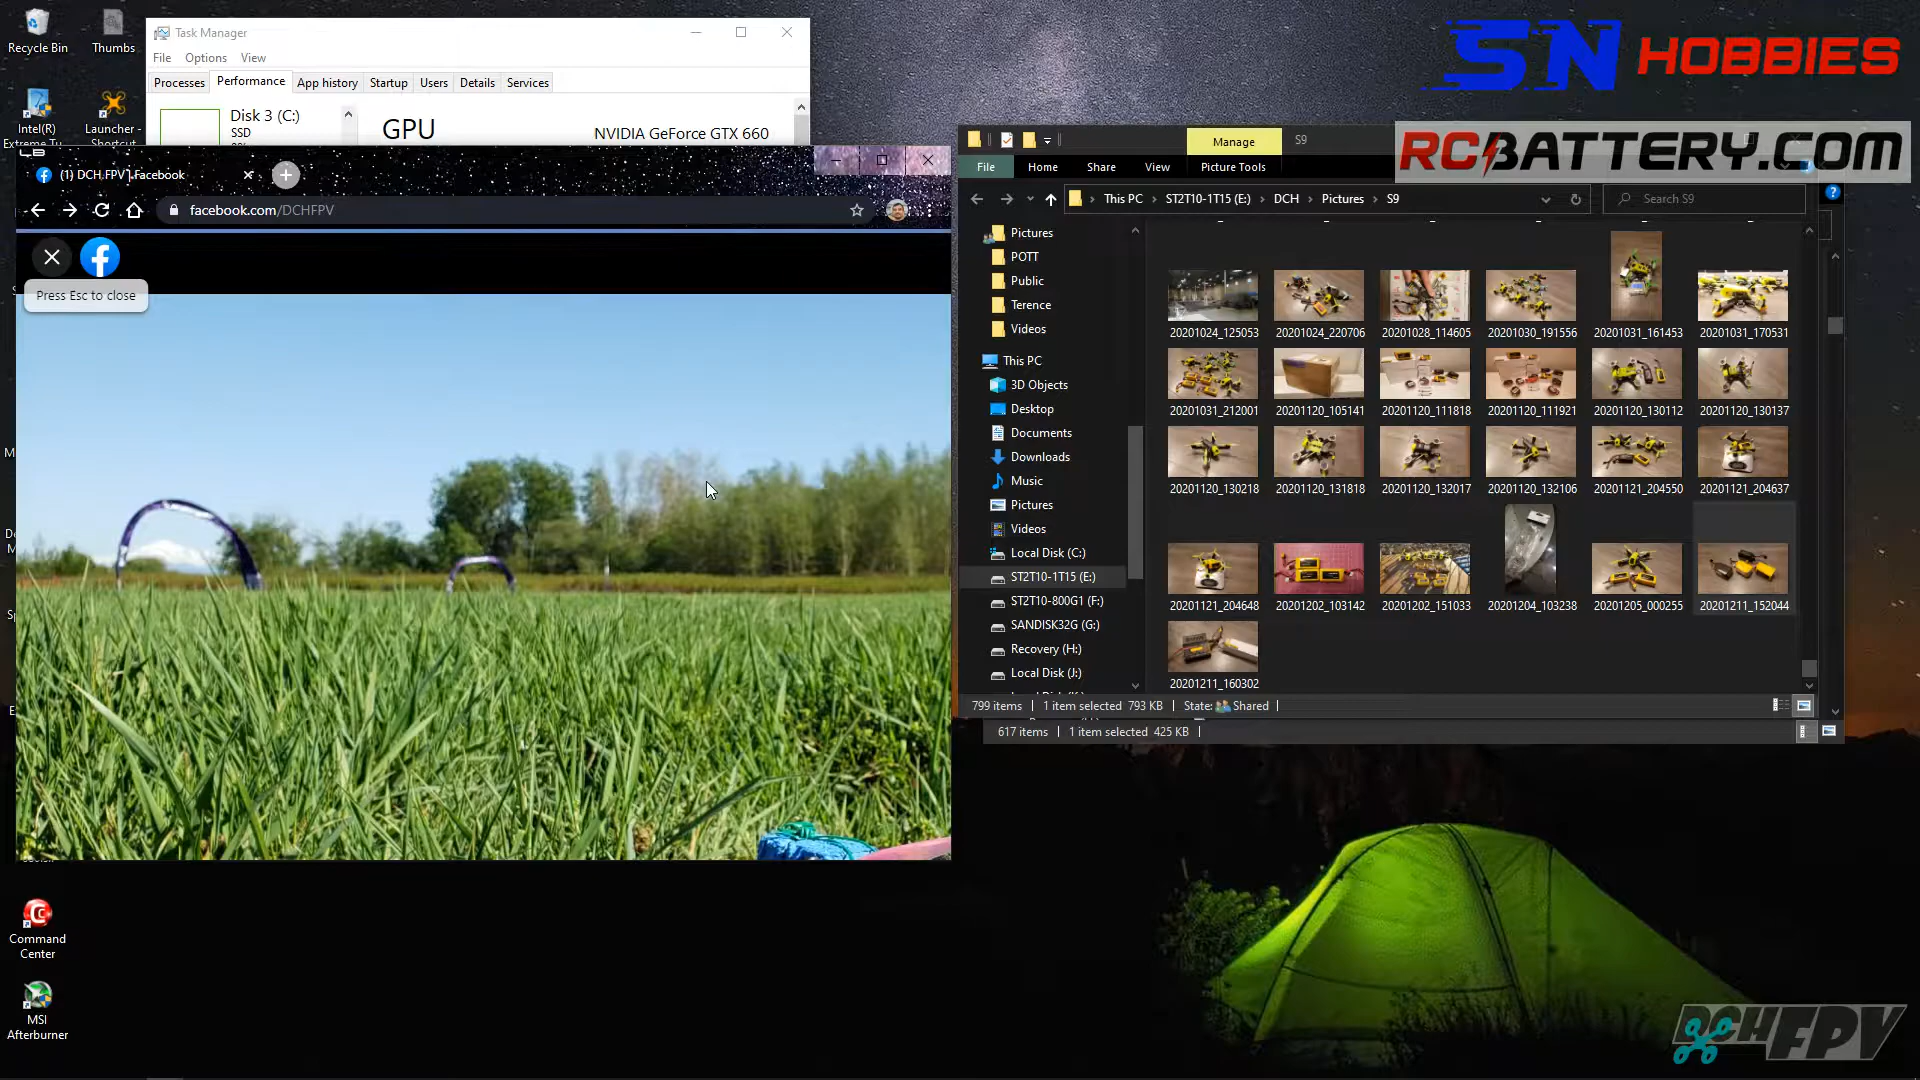 Recycle Bin
Thumbs
Intel(R)
Extreme Tu...
Launcher -
Shortcut
Task Manager
File Options View
Processes Performance App history Startup Users Details Services
Disk 3 (C:)
SSD
GPU
NVIDIA GeForce GTX 660
(1) DCH FPV | Facebook
facebook.com/DCHFPV
Press Esc to close
Command
Center
MSI
Afterburner
SN HOBBIES
RCBATTERY.COM
Manage
S9
File Home Share View Picture Tools
This PC ST2T10-1T15 (E:) DCH Pictures S9
Search S9
Pictures
POTT
Public
Terence
Videos
This PC
3D Objects
Desktop
Documents
Downloads
Music
Pictures
Videos
Local Disk (C:)
ST2T10-1T15 (E:)
ST2T10-800G1 (F:)
SANDISK32G (G:)
Recovery (H:)
Local Disk (J:)
20201024_125053 20201024_220706 20201028_114605 20201030_191556 20201031_161453 20201031_170531
20201031_212001 20201120_105141 20201120_111818 20201120_111921 20201120_130112 20201120_130137
20201120_130218 20201120_131818 20201120_132017 20201120_132106 20201121_204550 20201121_204637
20201121_204648 20201202_103142 20201202_151033 20201204_103238 20201205_000255 20201211_152044
20201211_160302
799 items 1 item selected 793 KB State: Shared
617 items 1 item selected 425 KB
DCHFPV